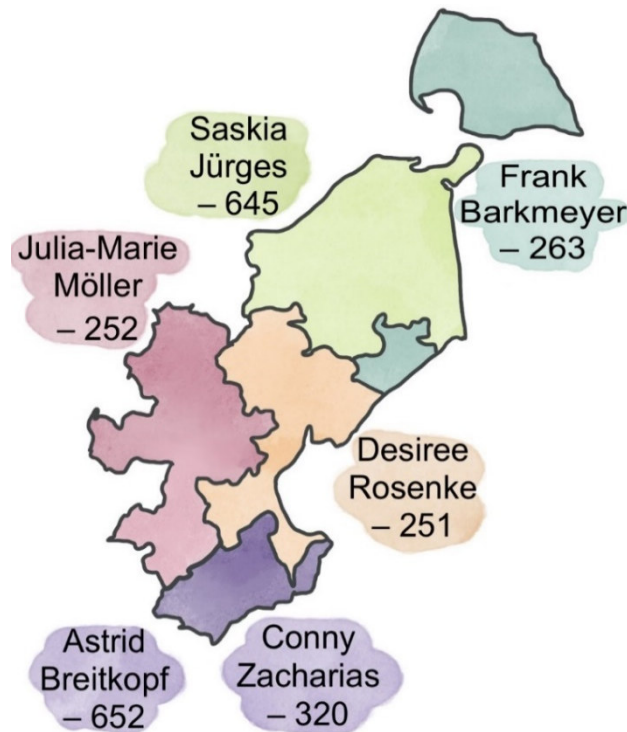 Saskia
Jürges
– 645
Frank
Barkmeyer
– 263
Julia-Marie
Möller
– 252
Desiree
Rosenke
– 251
Astrid
Breitkopf
– 652
Conny
Zacharias
– 320